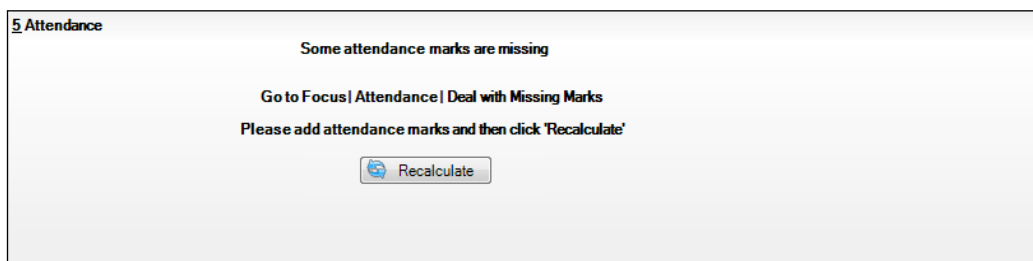 5 Attendance
Some attendance marks are missing
Go to Focus | Attendance | Deal with Missing Marks
Please add attendance marks and then click 'Recalculate'
Recalculate